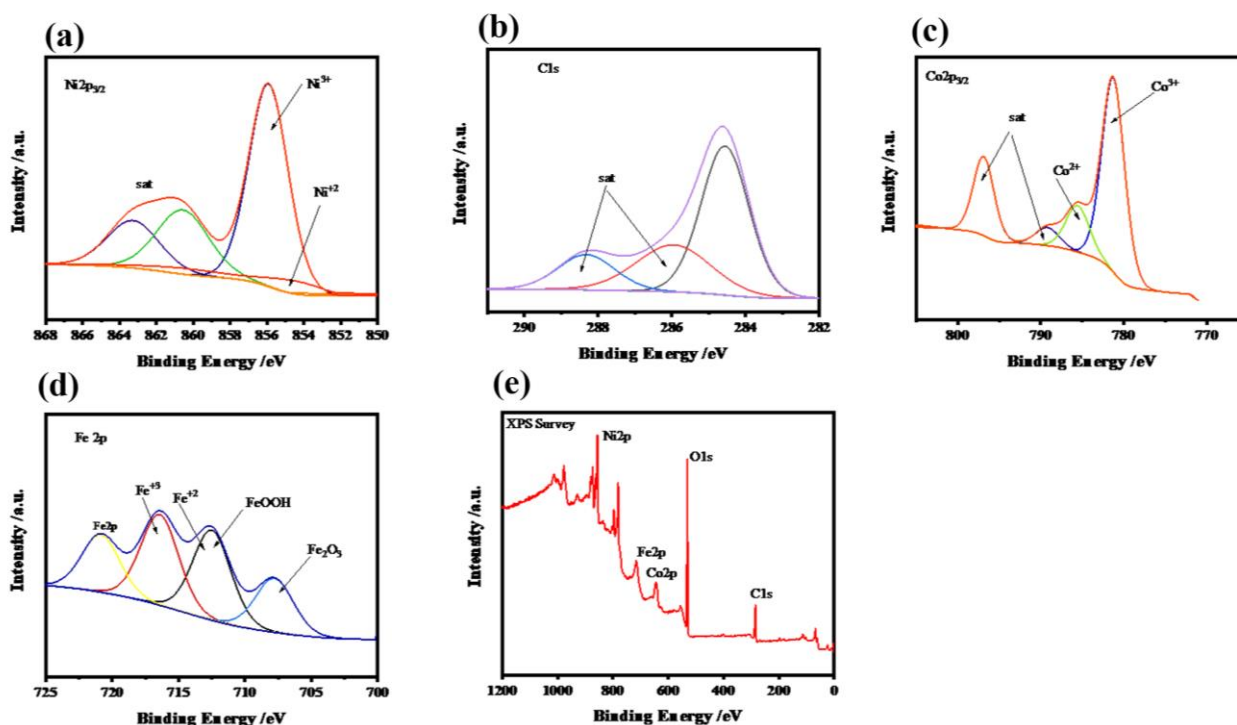 (a)
Ni2p3/2
Ni3+
sat
Ni+2
Intensity /a.u.
868 866 864 862 860 858 856 854 852 850
Binding Energy /eV
(b)
C1s
sat
Intensity /a.u.
290 288 286 284 282
Binding Energy /eV
(c)
Co2p3/2
Co3+
sat
Co2+
Intensity /a.u.
800 790 780 770
Binding Energy /eV
(d)
Fe 2p
Fe+3
Fe+2
FeOOH
Fe2p
Fe2O3
Intensity /a.u.
725 720 715 710 705 700
Binding Energy /eV
(e)
XPS Survey
Ni2p
O1s
Fe2p
Co2p
C1s
Intensity /a.u.
1200 1000 800 600 400 200 0
Binding Energy /eV